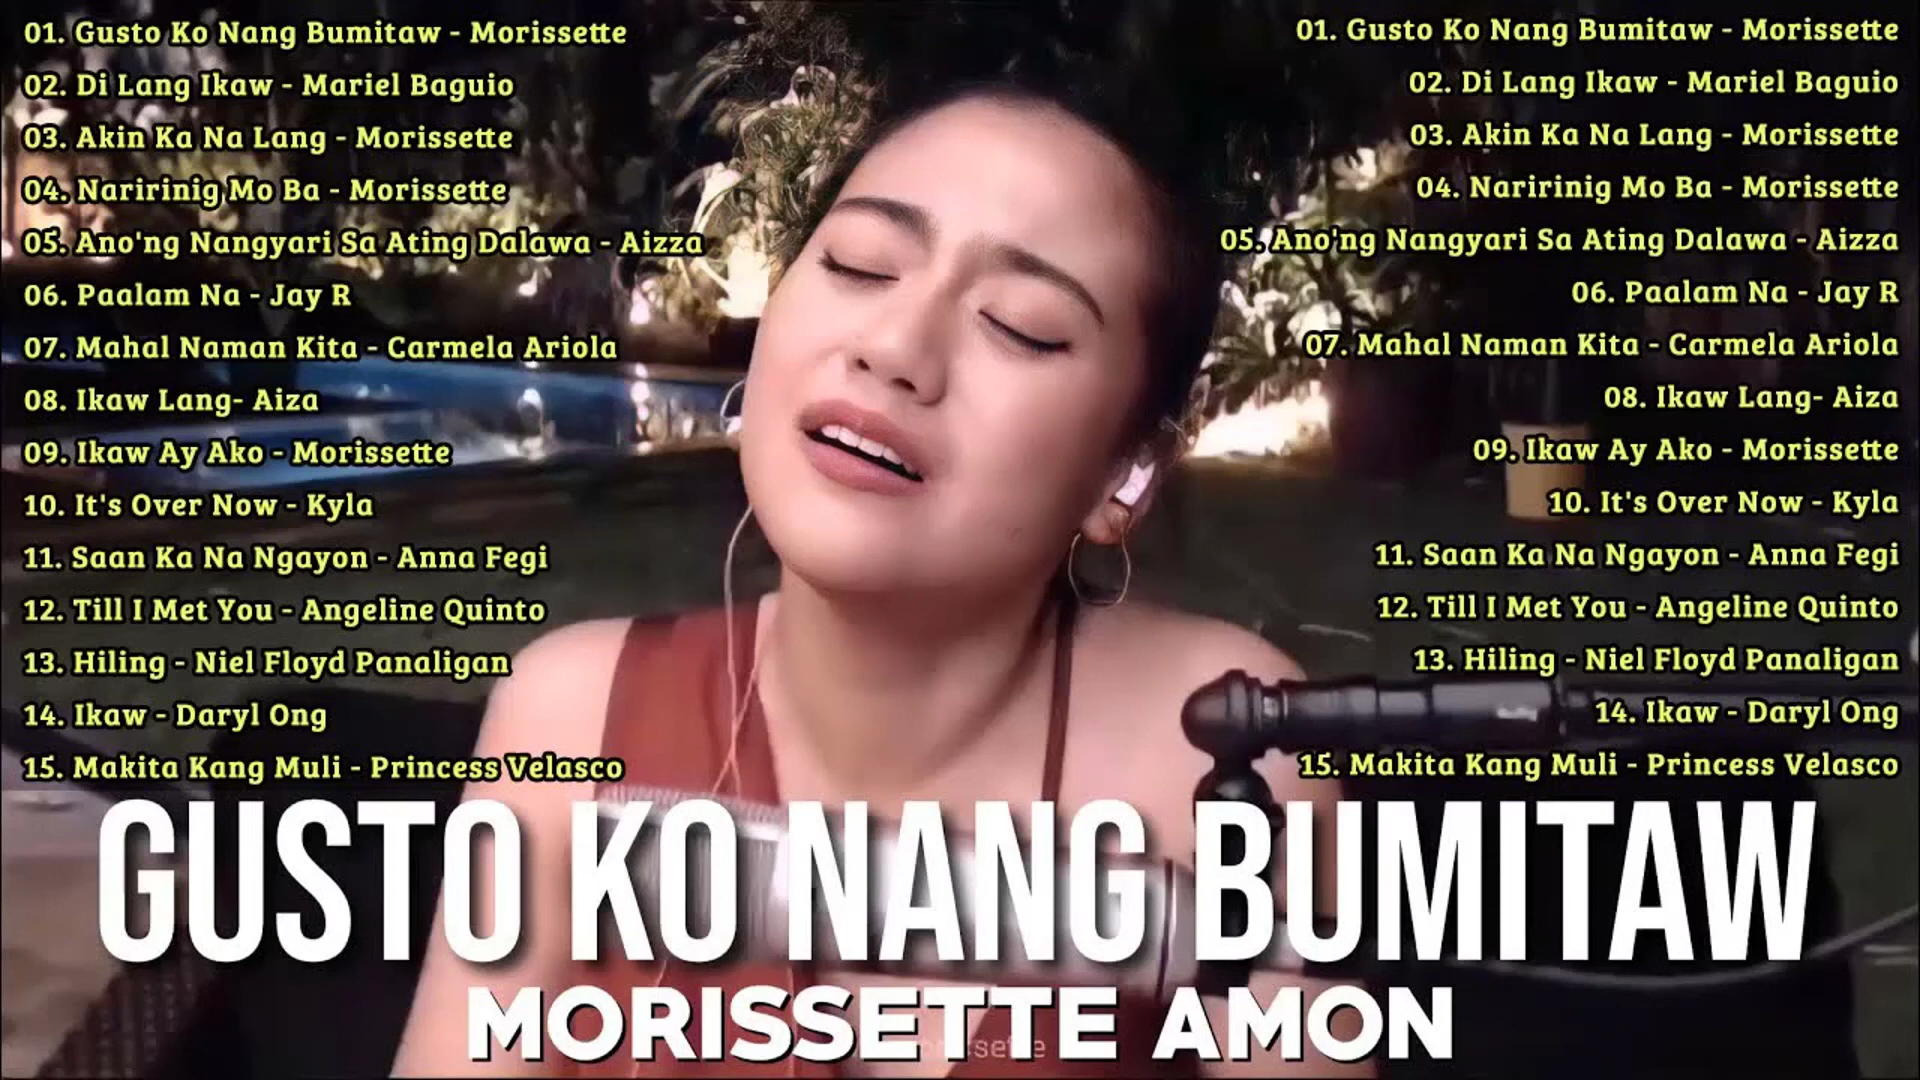 01. Gusto Ko Nang Bumitaw - Morissette
02. Di Lang Ikaw - Mariel Baguio
03. Akin Ka Na Lang - Morissette
04. Naririnig Mo Ba - Morissette
05. Ano'ng Nangyari Sa Ating Dalawa - Aizza
06. Paalam Na - Jay R
07. Mahal Naman Kita - Carmela Ariola
08. Ikaw Lang- Aiza
09. Ikaw Ay Ako - Morissette
10. It's Over Now - Kyla
11. Saan Ka Na Ngayon - Anna Fegi
12. Till I Met You - Angeline Quinto
13. Hiling - Niel Floyd Panaligan
14. Ikaw - Daryl Ong
15. Makita Kang Muli - Princess Velasco
01. Gusto Ko Nang Bumitaw - Morissette
02. Di Lang Ikaw - Mariel Baguio
03. Akin Ka Na Lang - Morissette
04. Naririnig Mo Ba - Morissette
05. Ano'ng Nangyari Sa Ating Dalawa - Aizza
06. Paalam Na - Jay R
07. Mahal Naman Kita - Carmela Ariola
08. Ikaw Lang- Aiza
09. Ikaw Ay Ako - Morissette
10. It's Over Now - Kyla
11. Saan Ka Na Ngayon - Anna Fegi
12. Till I Met You - Angeline Quinto
13. Hiling - Niel Floyd Panaligan
14. Ikaw - Daryl Ong
15. Makita Kang Muli - Princess Velasco
GUSTO KO NANG BUMITAW
MORISSETTE AMON